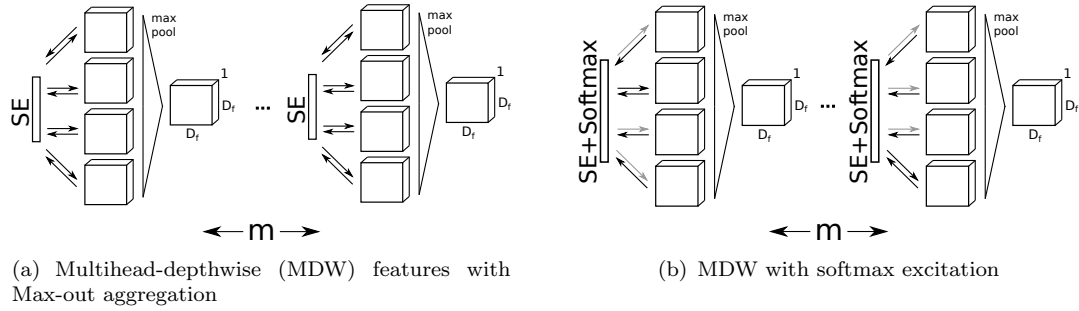 max
pool
SE
1
D_f
D_f
...
max
pool
SE
1
D_f
D_f
m
(a) Multihead-depthwise (MDW) features with
Max-out aggregation
max
pool
SE+Softmax
1
D_f
D_f
...
max
pool
SE+Softmax
1
D_f
D_f
m
(b) MDW with softmax excitation